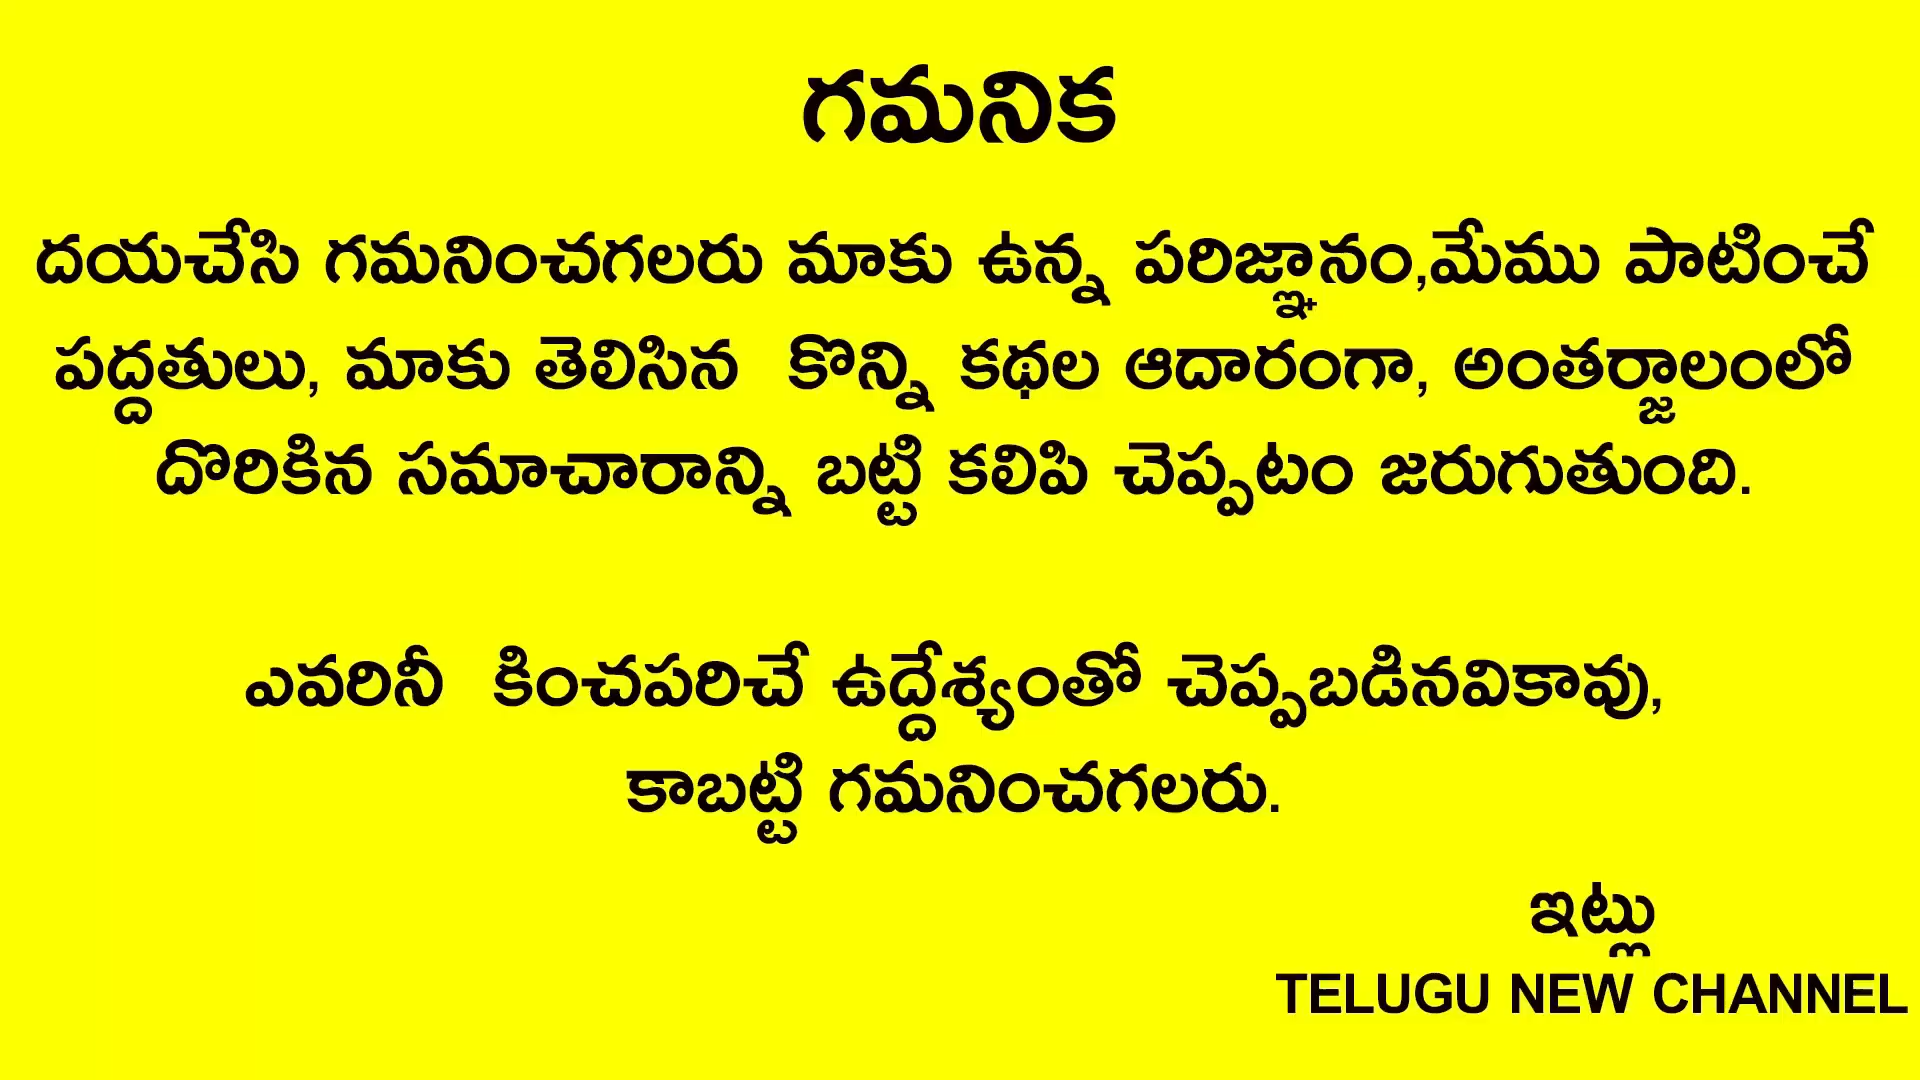 గమనిక
దయచేసి గమనించగలరు మాకు ఉన్న పరిజ్ఞానం,మేము పాటించే
పద్దతులు, మాకు తెలిసిన కొన్ని కథల ఆదారంగా, అంతర్జాలంలో
దొరికిన సమాచారాన్ని బట్టి కలిపి చెప్పటం జరుగుతుంది.
ఎవరినీ కించపరిచే ఉద్దేశ్యంతో చెప్పబడినవికావు,
కాబట్టి గమనించగలరు.
ఇట్లు
TELUGU NEW CHANNEL